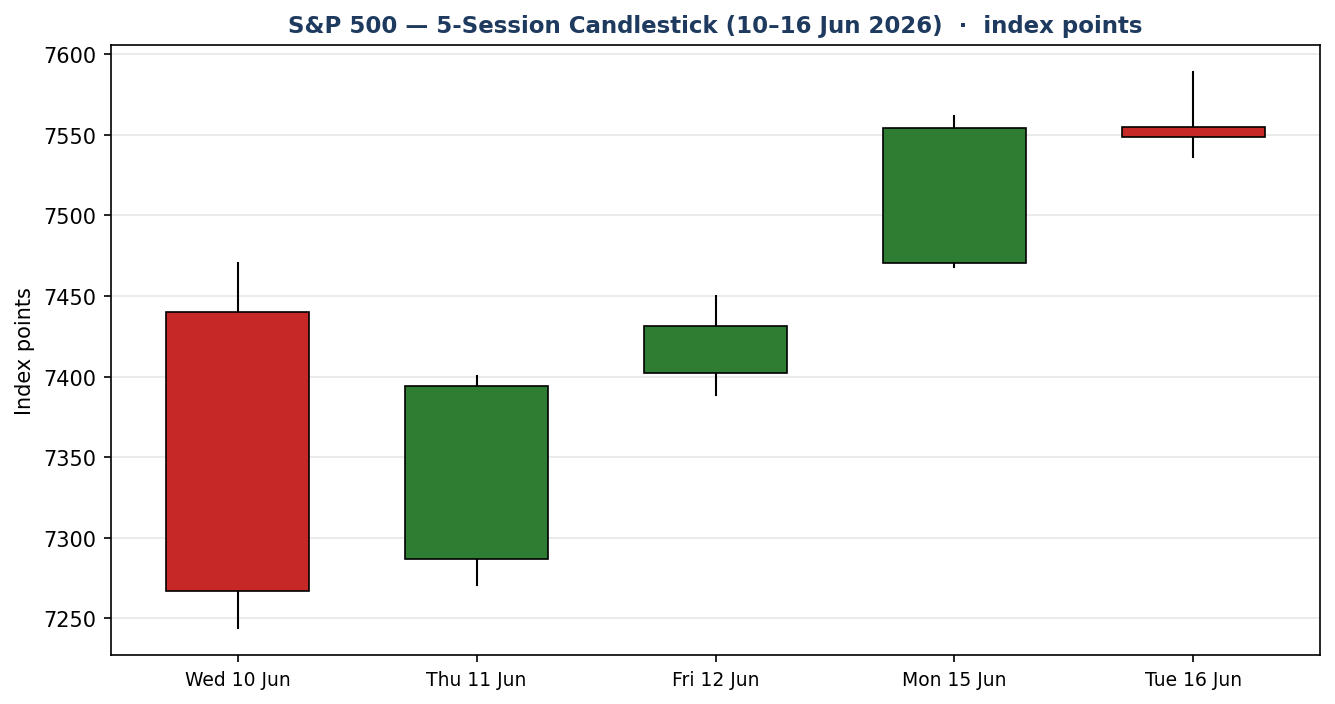 S&P 500 — 5-Session Candlestick (10–16 Jun 2026) · index points
Index points
7600
7550
7500
7450
7400
7350
7300
7250
Wed 10 Jun
Thu 11 Jun
Fri 12 Jun
Mon 15 Jun
Tue 16 Jun